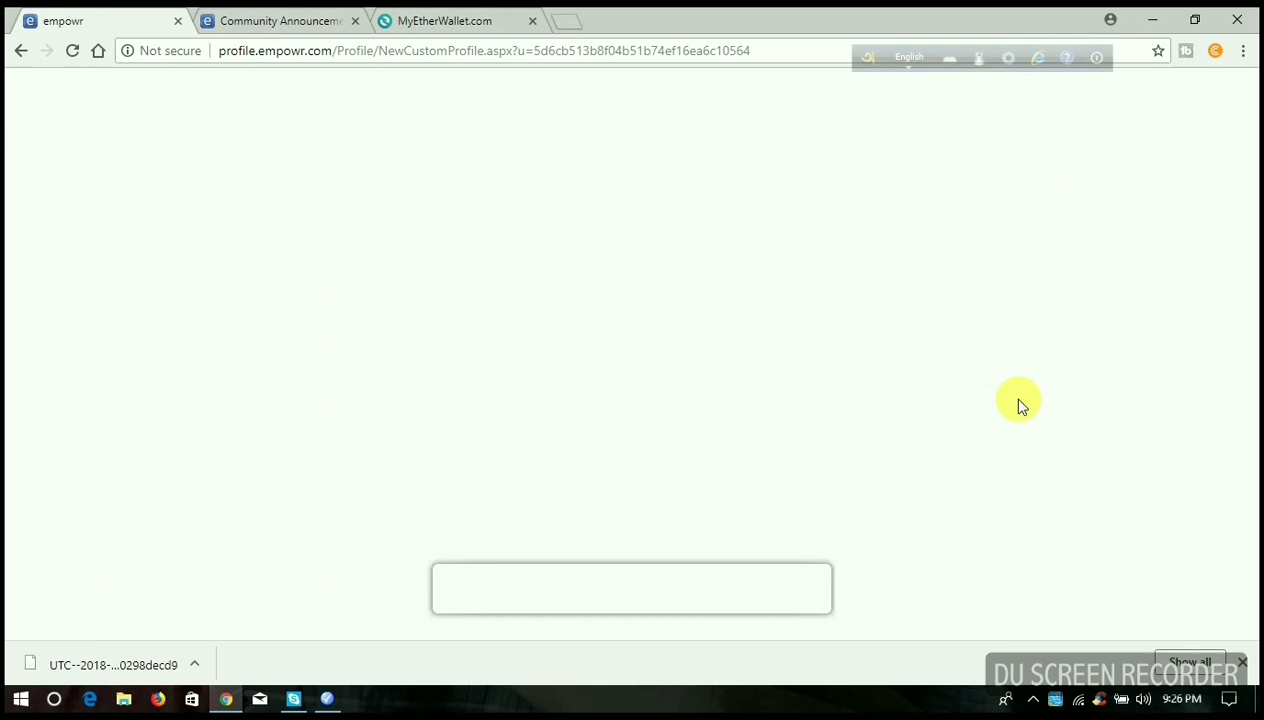 empowr
Community Announceme
MyEtherWallet.com
Not secure
profile.empowr.com/Profile/NewCustomProfile.aspx?u=5d6cb513b8f04b51b74ef16ea6c10564
অ English
UTC--2018-...0298decd9
Show all
DU SCREEN RECORDER
9:26 PM